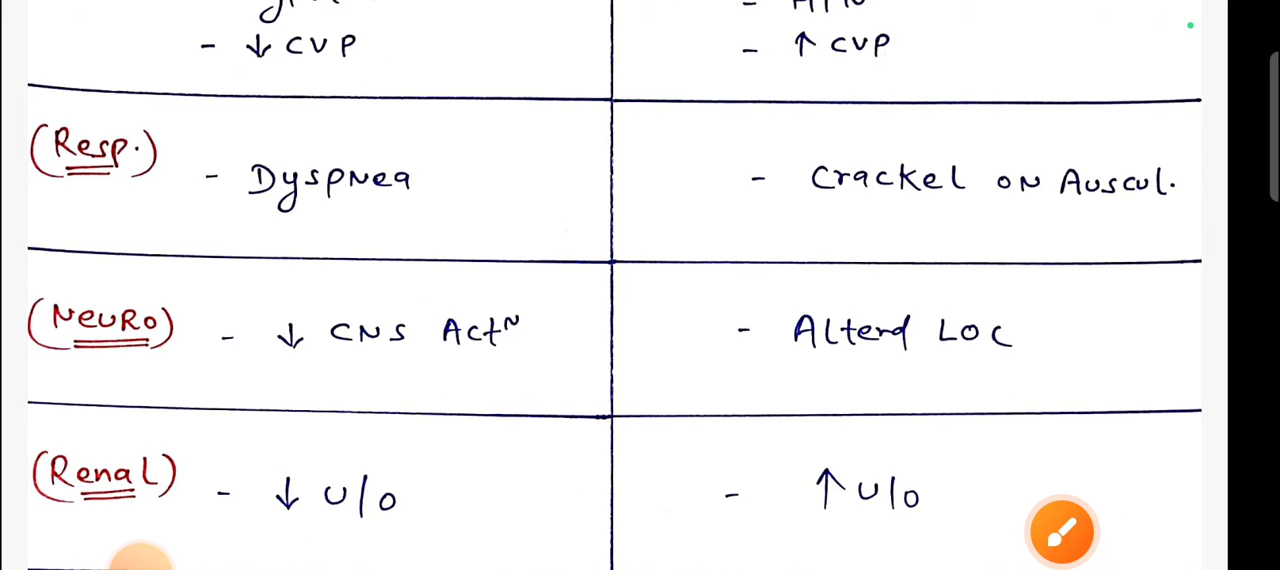 - ↓ CVP - ↑ CVP
(Resp.) - Dyspnea - Crackel on Auscul.
(Neuro) - ↓ CNS Actⁿ - Alterd LOC
(Renal) - ↓ U/O - ↑ U/O